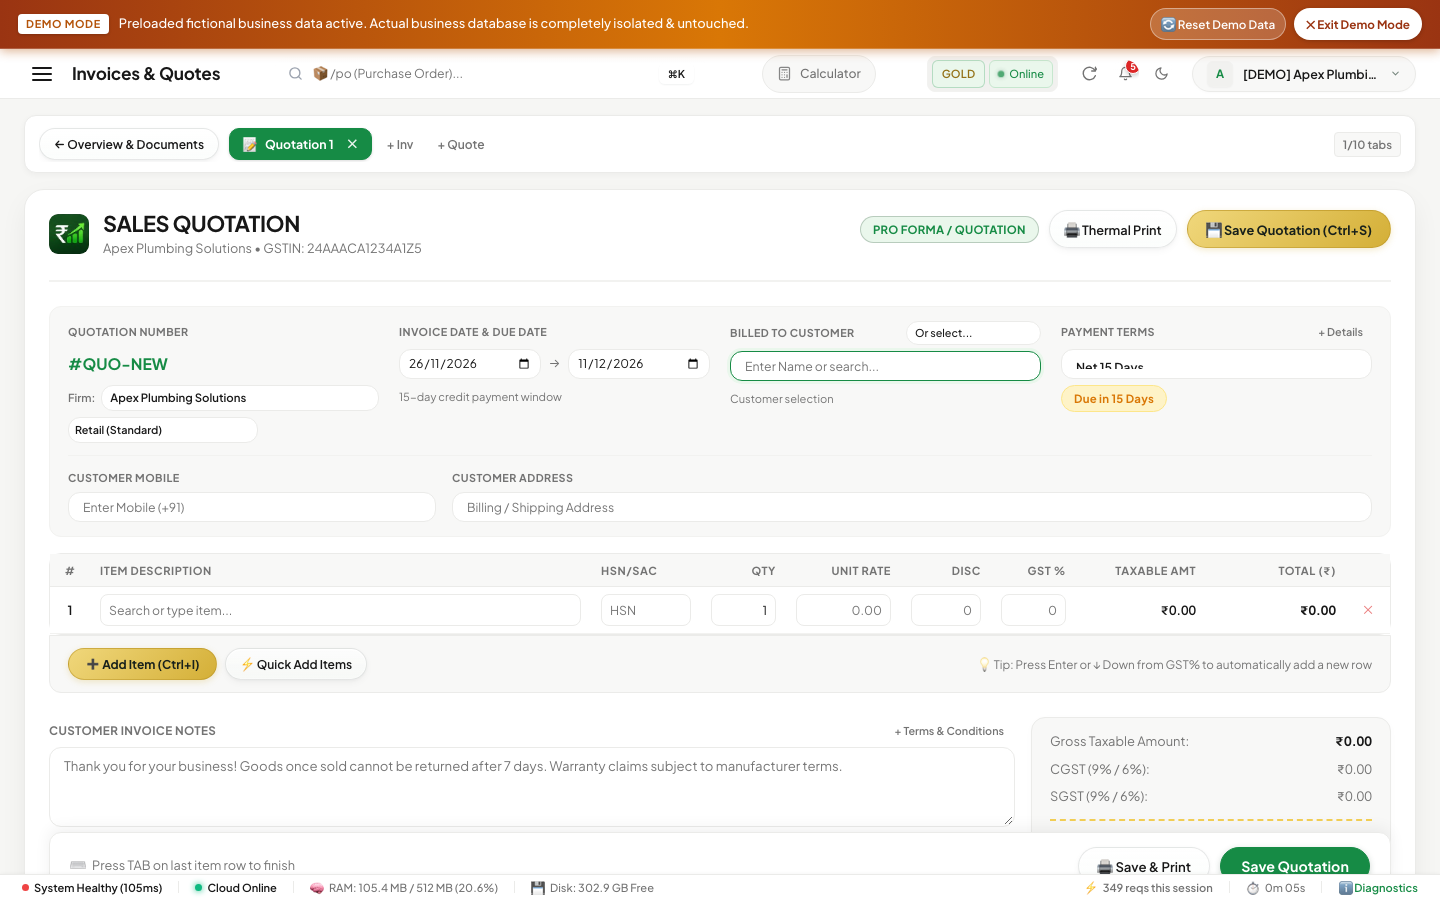 DEMO MODE Preloaded fictional business data active. Actual business database is completely isolated & untouched. Reset Demo Data Exit Demo Mode
Invoices & Quotes /po (Purchase Order)... ⌘K Calculator GOLD Online 5 A [DEMO] Apex Plumbi...
← Overview & Documents Quotation 1 + Inv + Quote 1/10 tabs
SALES QUOTATION
Apex Plumbing Solutions • GSTIN: 24AAACA1234A1Z5
PRO FORMA / QUOTATION Thermal Print Save Quotation (Ctrl+S)
QUOTATION NUMBER INVOICE DATE & DUE DATE BILLED TO CUSTOMER Or select... PAYMENT TERMS + Details
#QUO-NEW 26/11/2026 → 11/12/2026 Enter Name or search... Net 15 Days
Firm: Apex Plumbing Solutions 15-day credit payment window Customer selection Due in 15 Days
Retail (Standard)
CUSTOMER MOBILE CUSTOMER ADDRESS
Enter Mobile (+91) Billing / Shipping Address
# ITEM DESCRIPTION HSN/SAC QTY UNIT RATE DISC GST % TAXABLE AMT TOTAL (₹)
1 Search or type item... HSN 1 0.00 0 0 ₹0.00 ₹0.00
Add Item (Ctrl+I) Quick Add Items Tip: Press Enter or ↓ Down from GST% to automatically add a new row
CUSTOMER INVOICE NOTES + Terms & Conditions
Thank you for your business! Goods once sold cannot be returned after 7 days. Warranty claims subject to manufacturer terms.
Gross Taxable Amount: ₹0.00
CGST (9% / 6%): ₹0.00
SGST (9% / 6%): ₹0.00
Press TAB on last item row to finish Save & Print Save Quotation
System Healthy (105ms) Cloud Online RAM: 105.4 MB / 512 MB (20.6%) Disk: 302.9 GB Free 349 reqs this session 0m 05s Diagnostics